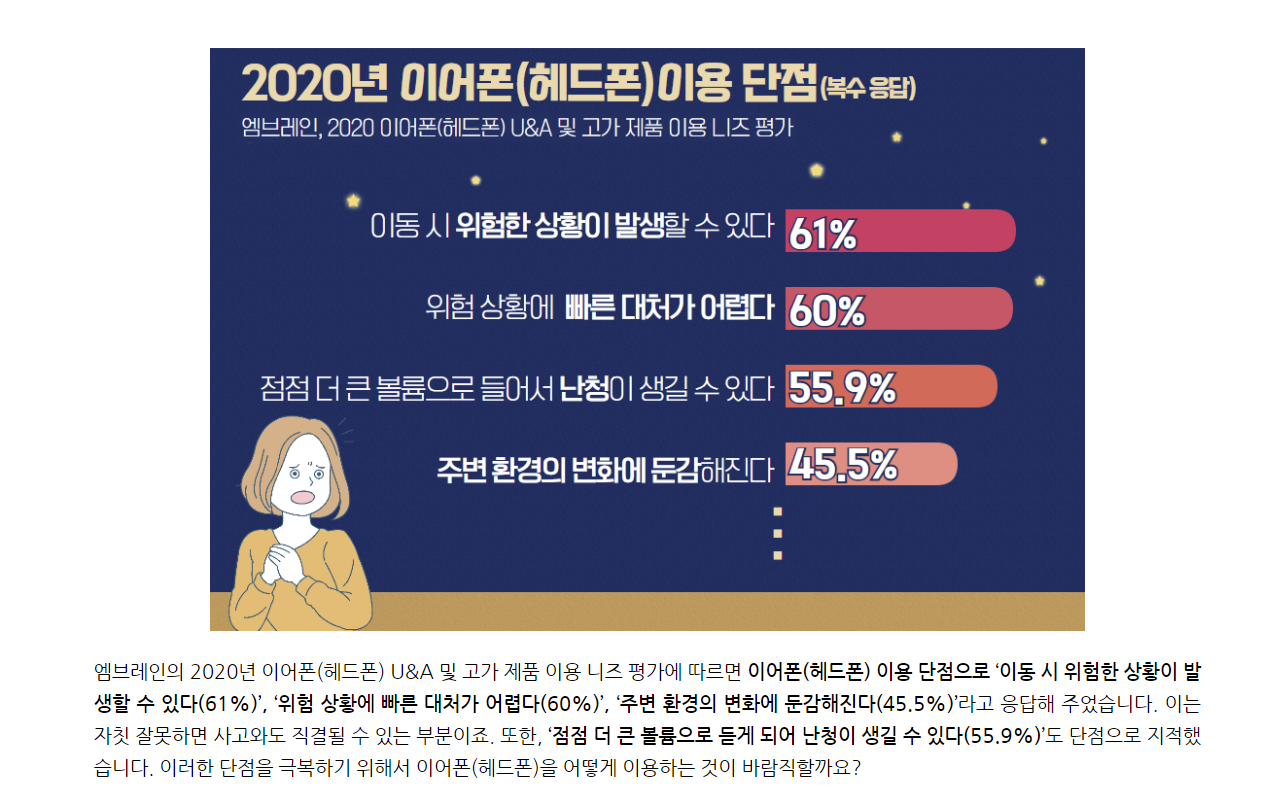 2020년 이어폰(헤드폰)이용 단점(복수 응답)
엠브레인, 2020 이어폰(헤드폰) U&A 및 고가 제품 이용 니즈 평가
이동 시 위험한 상황이 발생할 수 있다 61%
위험 상황에 빠른 대처가 어렵다 60%
점점 더 큰 볼륨으로 들어서 난청이 생길 수 있다 55.9%
주변 환경의 변화에 둔감해진다 45.5%
엠브레인의 2020년 이어폰(헤드폰) U&A 및 고가 제품 이용 니즈 평가에 따르면 이어폰(헤드폰) 이용 단점으로 ‘이동 시 위험한 상황이 발
생할 수 있다(61%)’, ‘위험 상황에 빠른 대처가 어렵다(60%)’, ‘주변 환경의 변화에 둔감해진다(45.5%)’라고 응답해 주었습니다. 이는
자칫 잘못하면 사고와도 직결될 수 있는 부분이죠. 또한, ‘점점 더 큰 볼륨으로 듣게 되어 난청이 생길 수 있다(55.9%)’도 단점으로 지적했
습니다. 이러한 단점을 극복하기 위해서 이어폰(헤드폰)을 어떻게 이용하는 것이 바람직할까요?